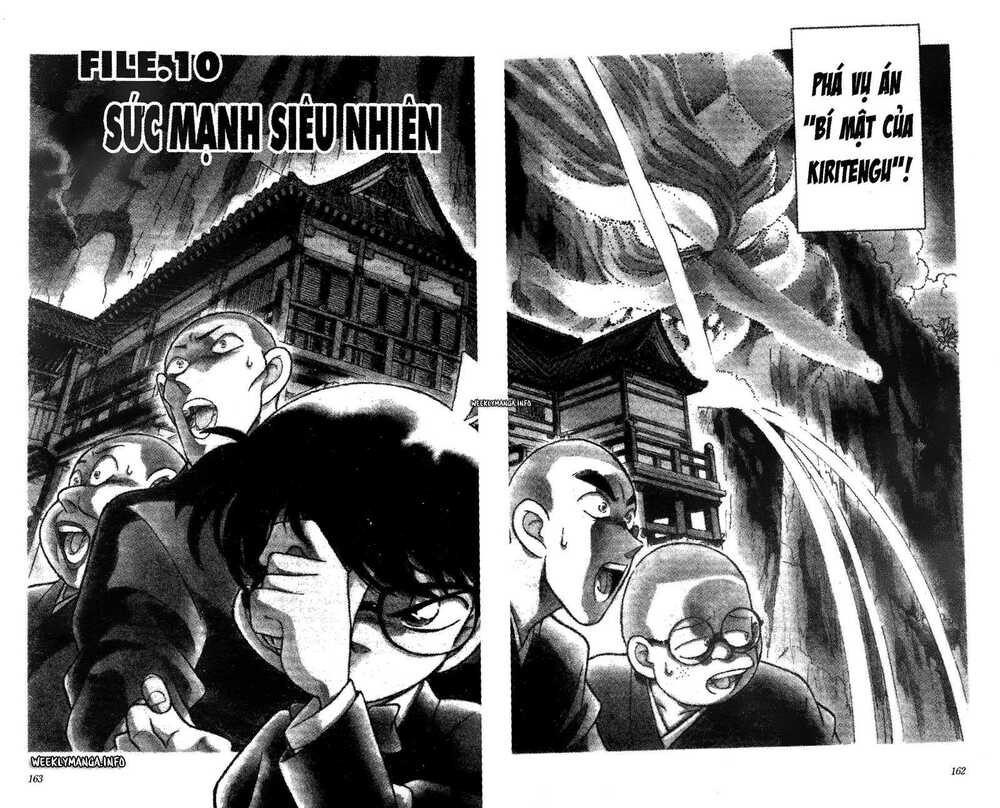 PHÁ VỤ ÁN
"BÍ MẬT CỦA
KIRITENGU"!
WEEKLYMANGA.INFO
162
FILE.10
SỨC MẠNH SIÊU NHIÊN
WEEKLYMANGA.INFO
163